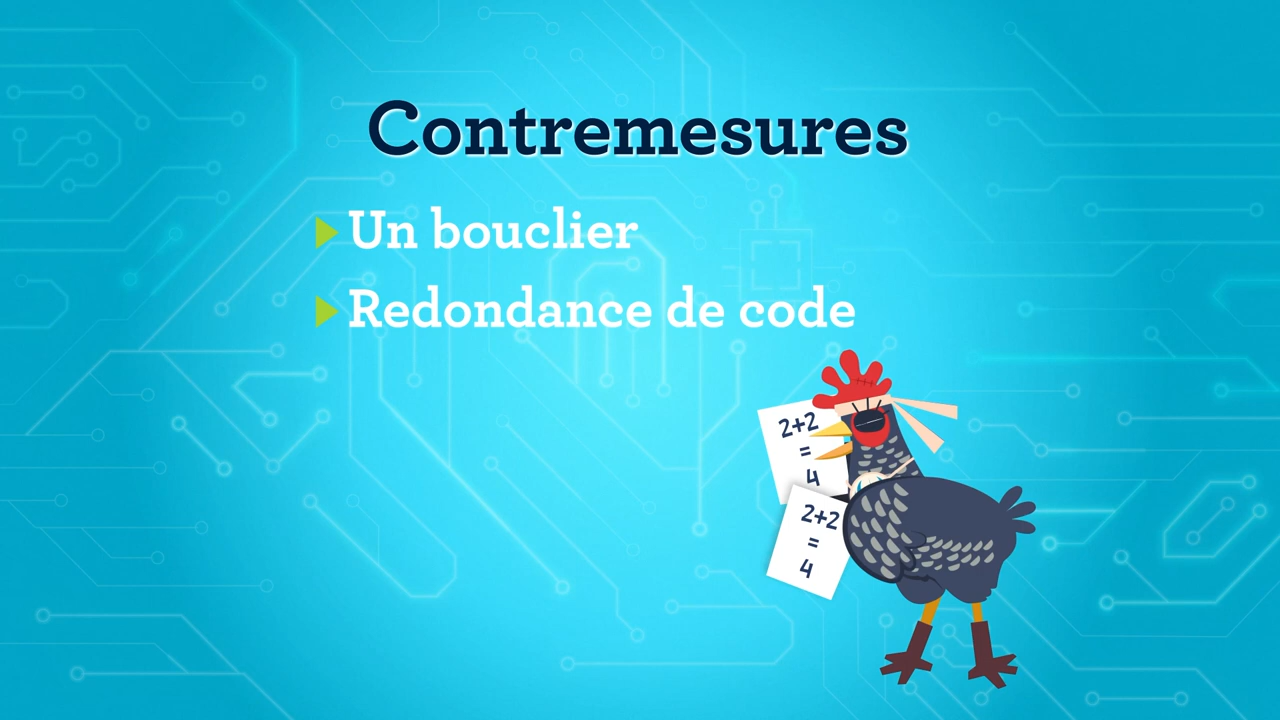 Contremesures
Un bouclier
Redondance de code
2+2
=
4
2+2
=
4